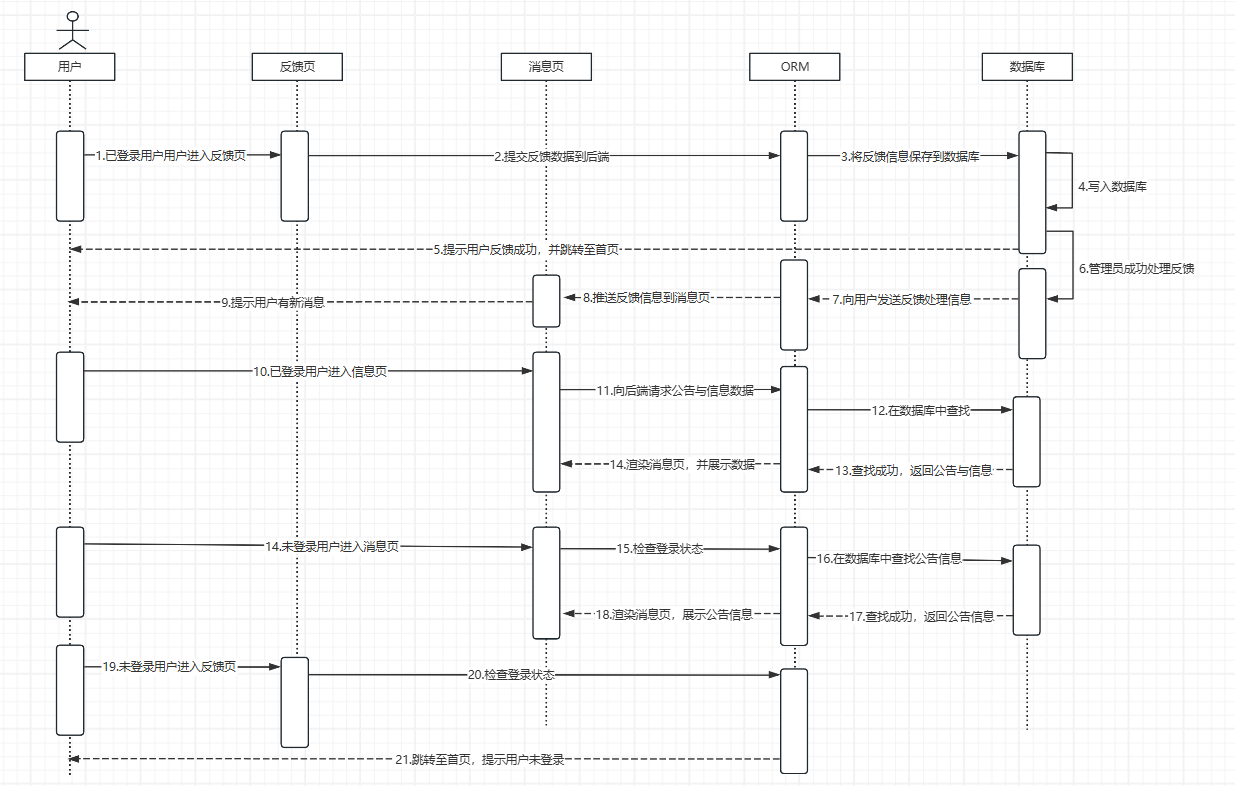 用户
反馈页
消息页
ORM
数据库
1.已登录用户用户进入反馈页
2.提交反馈数据到后端
3.将反馈信息保存到数据库
4.写入数据库
5.提示用户反馈成功，并跳转至首页
6.管理员成功处理反馈
7.向用户发送反馈处理信息
8.推送反馈信息到消息页
9.提示用户有新消息
10.已登录用户进入信息页
11.向后端请求公告与信息数据
12.在数据库中查找
13.查找成功，返回公告与信息
14.渲染消息页，并展示数据
14.未登录用户进入消息页
15.检查登录状态
16.在数据库中查找公告信息
17.查找成功，返回公告信息
18.渲染消息页，展示公告信息
19.未登录用户进入反馈页
20.检查登录状态
21.跳转至首页，提示用户未登录